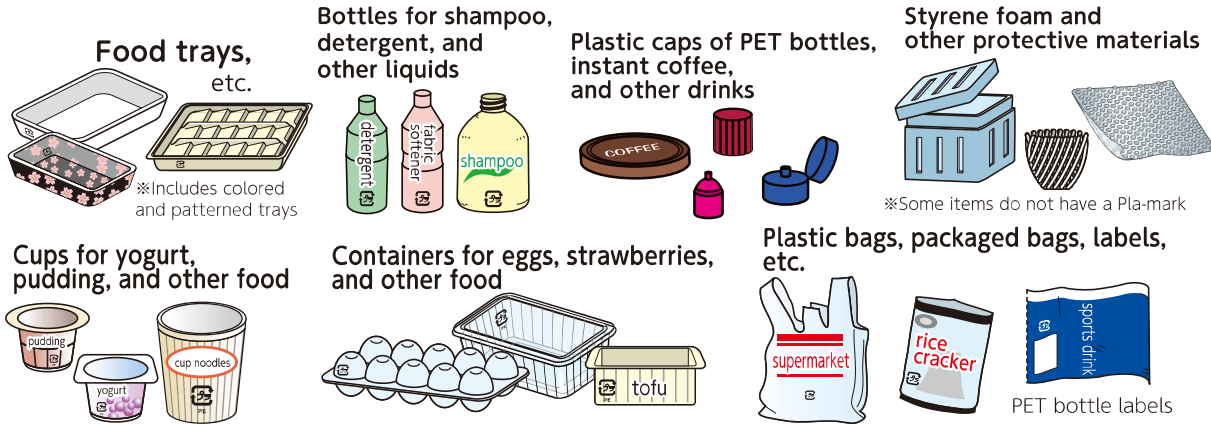 Food trays,
etc.
※Includes colored
and patterned trays
Bottles for shampoo,
detergent, and
other liquids
detergent
fabric
softener
shampoo
Plastic caps of PET bottles,
instant coffee,
and other drinks
COFFEE
Styrene foam and
other protective materials
※Some items do not have a Pla-mark
Cups for yogurt,
pudding, and other food
pudding
yogurt
cup noodles
PE
Containers for eggs, strawberries,
and other food
PE
tofu
PE
Plastic bags, packaged bags, labels,
etc.
supermarket
rice
cracker
sports drink
PET bottle labels